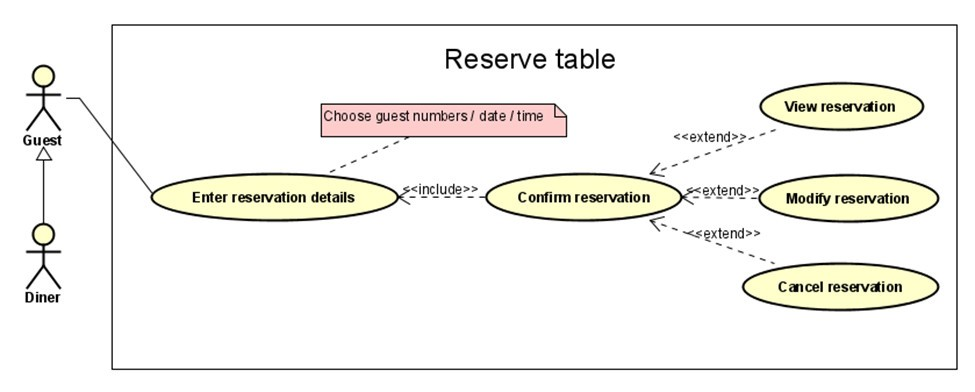 Reserve table
Guest
Choose guest numbers / date / time
View reservation
<<extend>>
Enter reservation details
<<include>>
Confirm reservation
<<extend>>
Modify reservation
<<extend>>
Diner
Cancel reservation